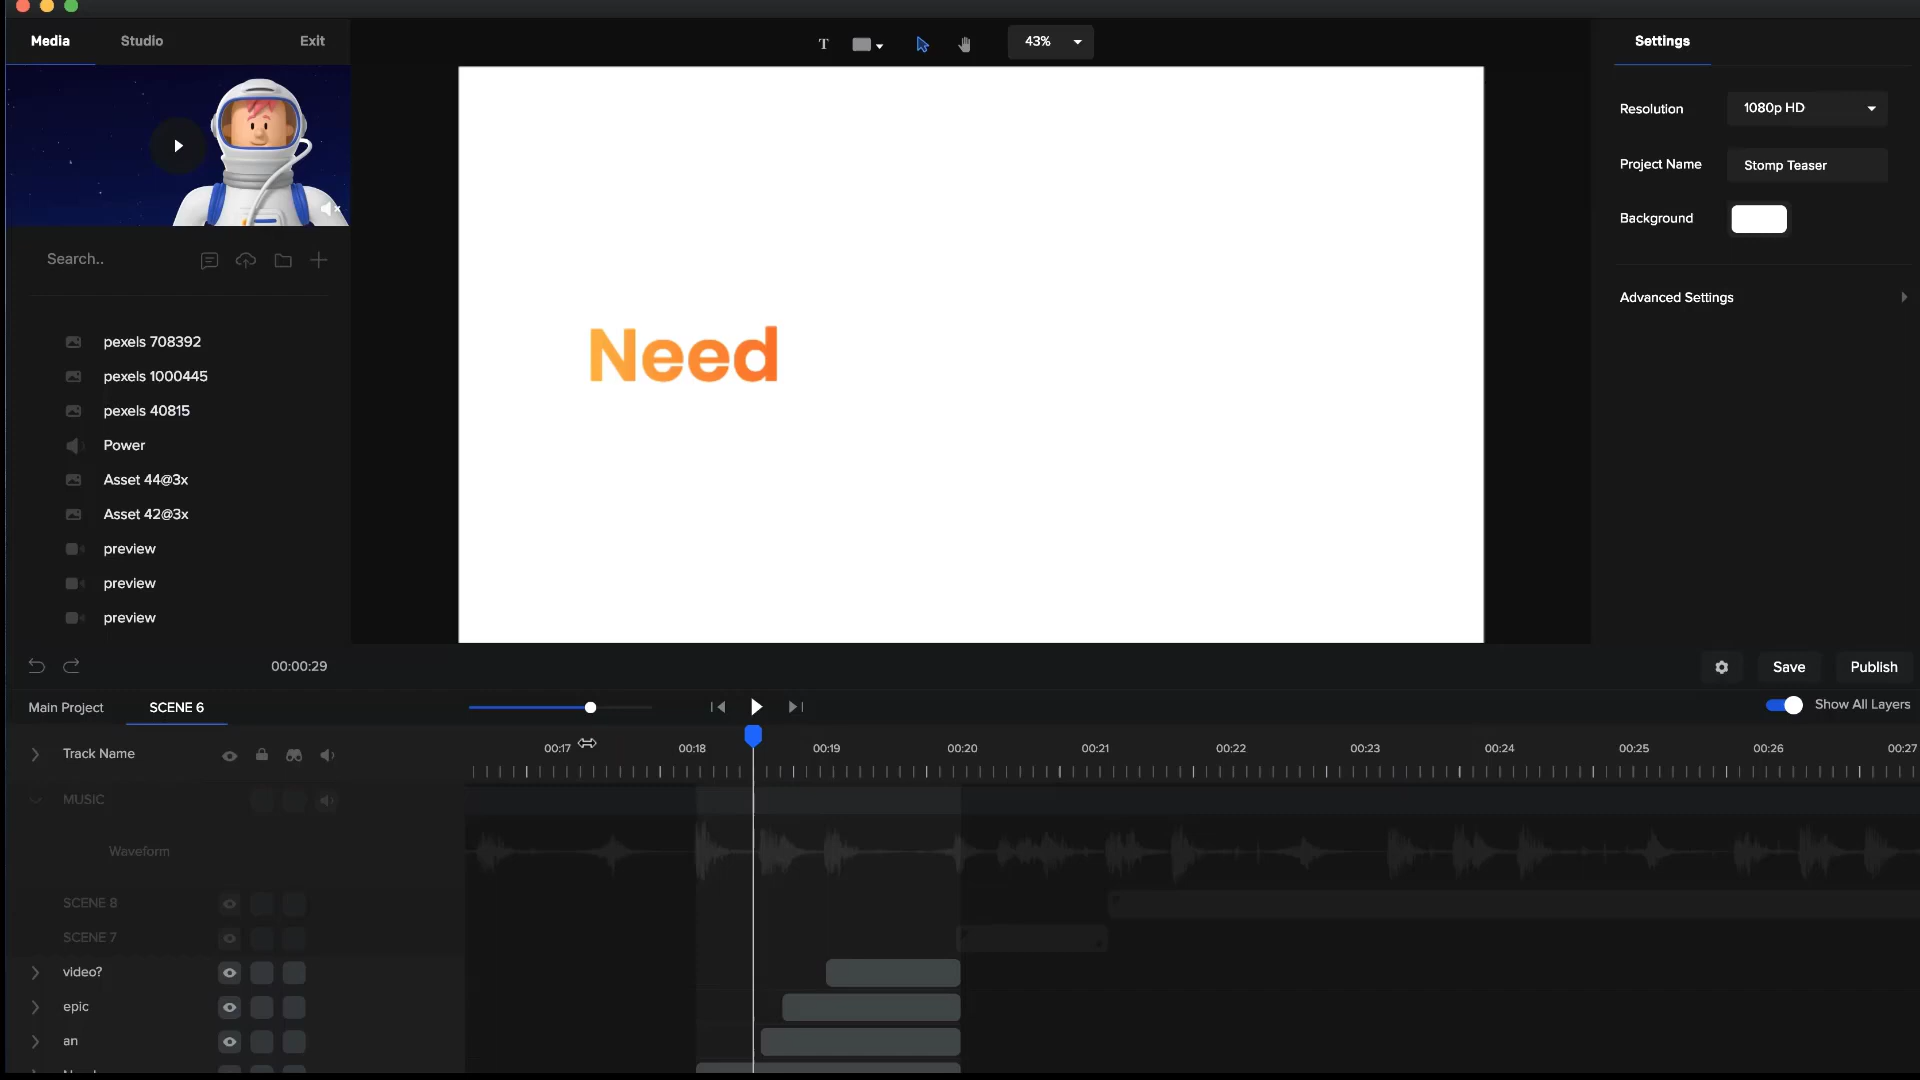 Media
Studio
Exit
T
43%
Settings
Resolution
1080p HD
Project Name
Stomp Teaser
Background
Advanced Settings
Search..
pexels 708392
pexels 1000445
pexels 40815
Power
Asset 44@3x
Asset 42@3x
preview
preview
preview
Need
00:00:29
Save
Publish
Main Project
SCENE 6
Show All Layers
Track Name
00:17
00:18
00:19
00:20
00:21
00:22
00:23
00:24
00:25
00:26
00:27
MUSIC
Waveform
SCENE 8
SCENE 7
video?
epic
an